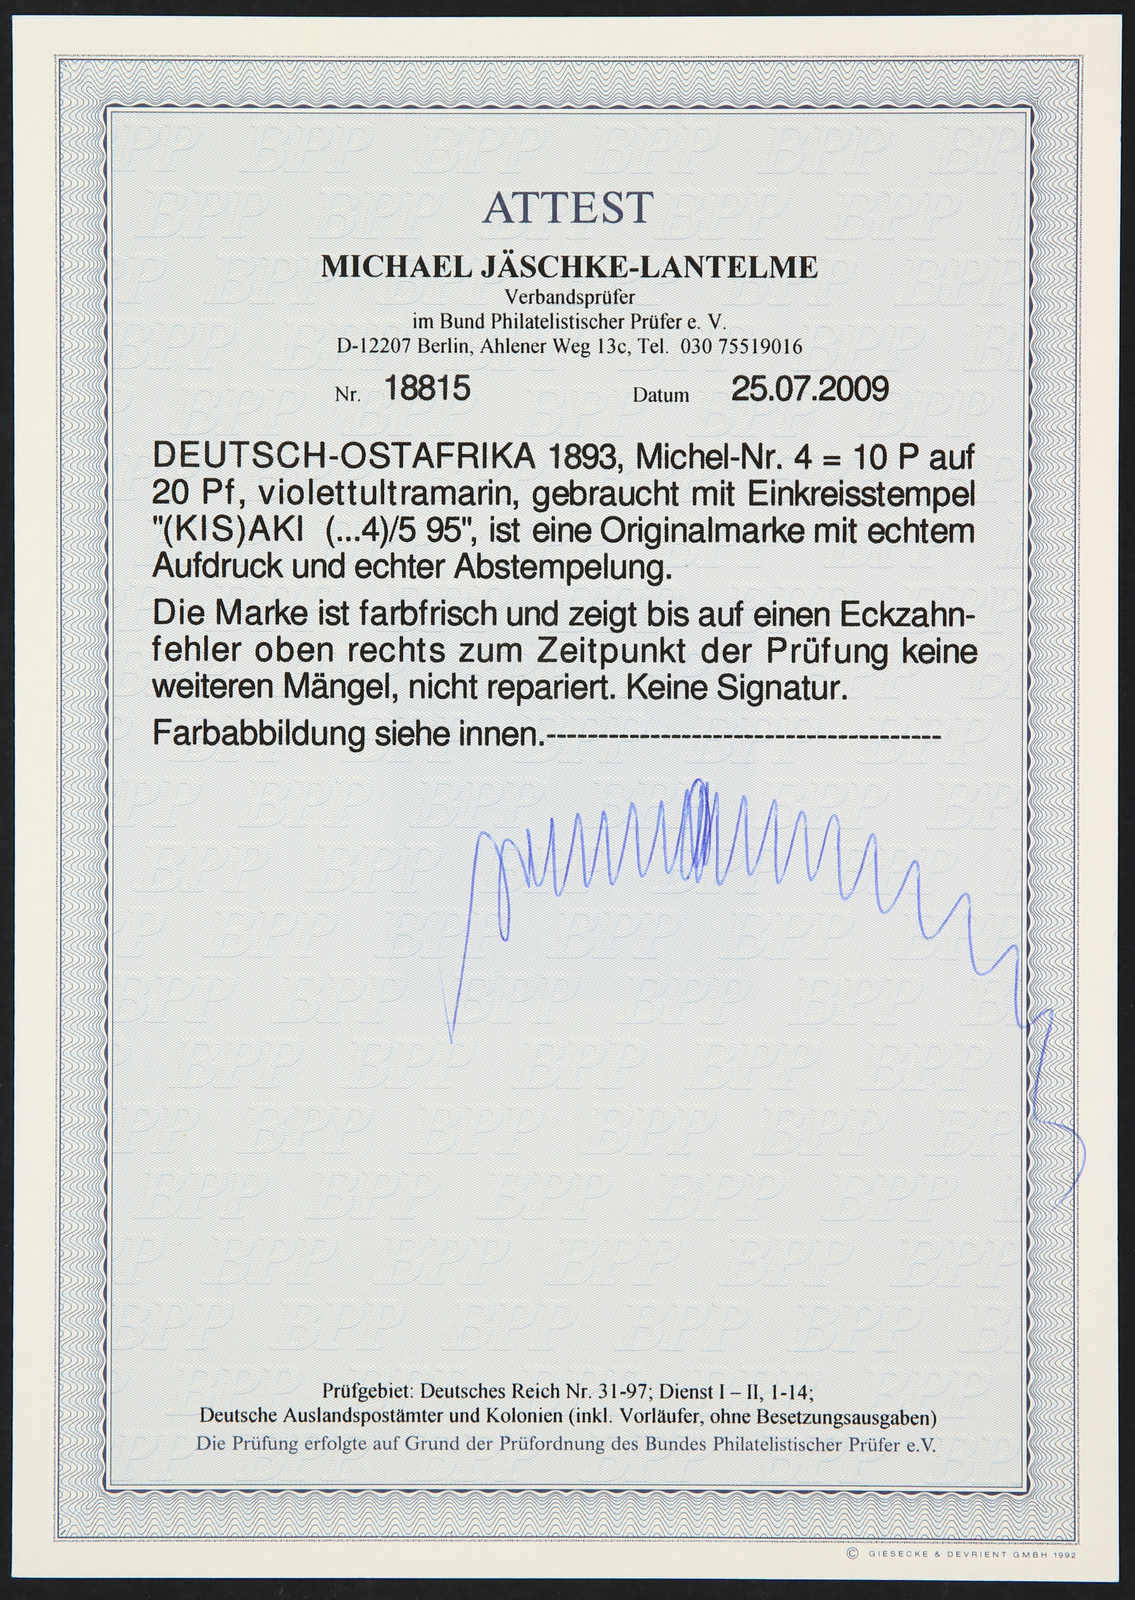 ATTEST
MICHAEL JÄSCHKE-LANTELME
Verbandsprüfer
im Bund Philatelistischer Prüfer e. V.
D-12207 Berlin, Ahlener Weg 13c, Tel. 030 75519016
Nr. 18815 Datum 25.07.2009
DEUTSCH-OSTAFRIKA 1893, Michel-Nr. 4 = 10 P auf
20 Pf, violettultramarin, gebraucht mit Einkreisstempel
"(KIS)AKI (...4)/5 95", ist eine Originalmarke mit echtem
Aufdruck und echter Abstempelung.
Die Marke ist farbfrisch und zeigt bis auf einen Eckzahn-
fehler oben rechts zum Zeitpunkt der Prüfung keine
weiteren Mängel, nicht repariert. Keine Signatur.
Farbabbildung siehe innen.--------------------------------------
Prüfgebiet: Deutsches Reich Nr. 31-97; Dienst I – II, 1-14;
Deutsche Auslandspostämter und Kolonien (inkl. Vorläufer, ohne Besetzungsausgaben)
Die Prüfung erfolgte auf Grund der Prüfordnung des Bundes Philatelistischer Prüfer e.V.
© GIESECKE & DEVRIENT GMBH 1992